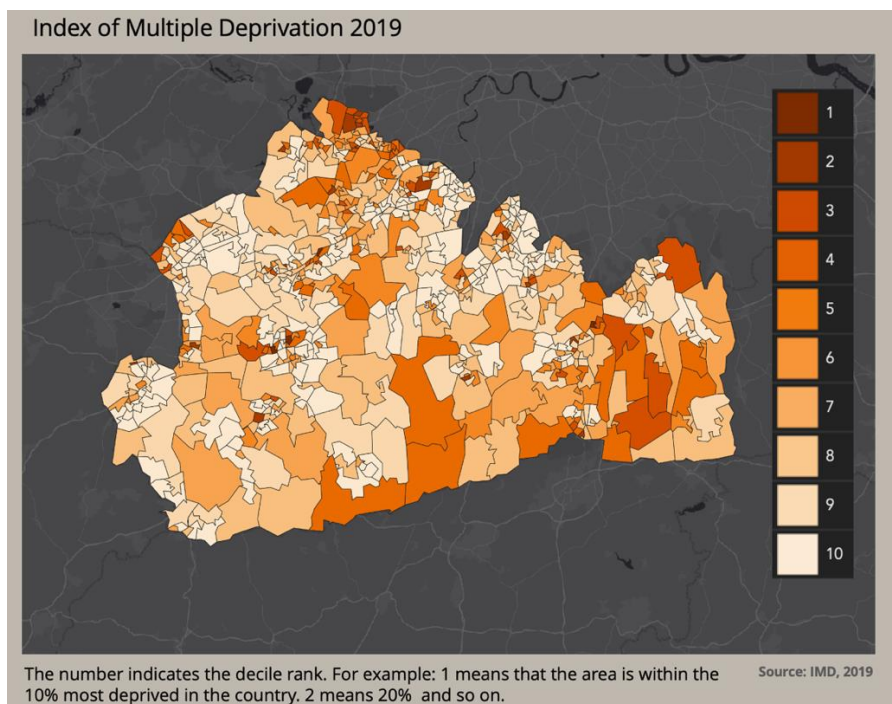 Index of Multiple Deprivation 2019
1
2
3
4
5
6
7
8
9
10
The number indicates the decile rank. For example: 1 means that the area is within the
10% most deprived in the country. 2 means 20% and so on.
Source: IMD, 2019